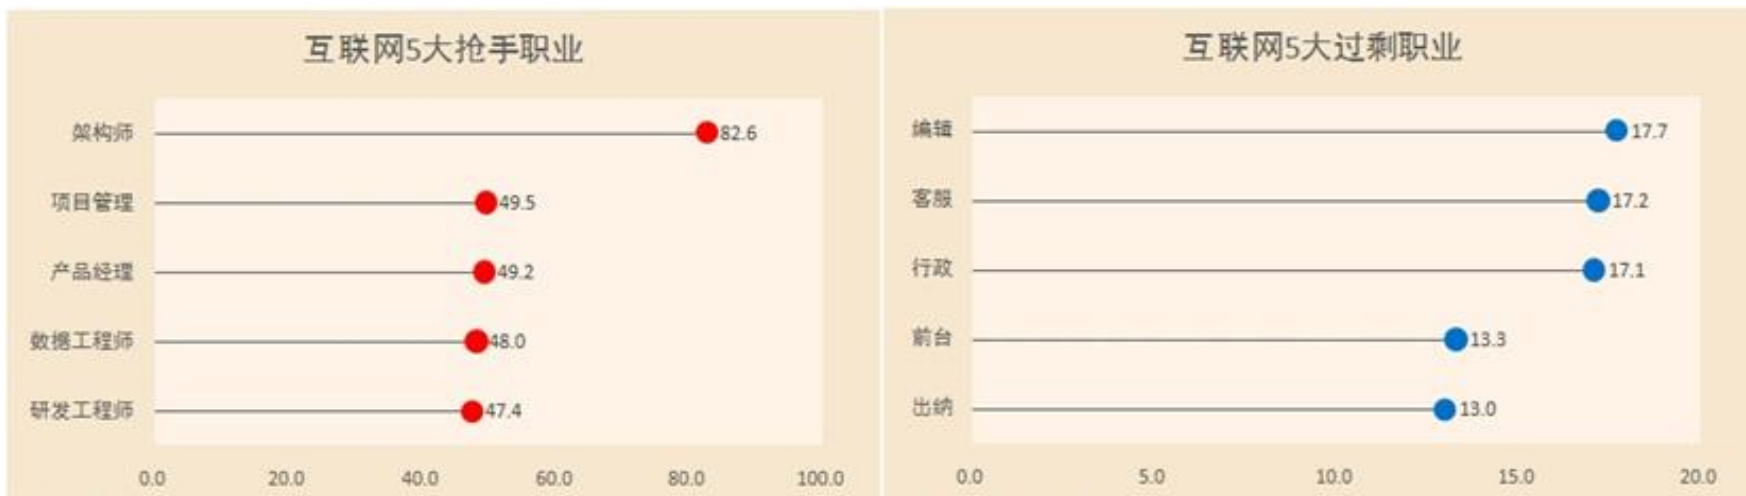 互联网5大抢手职业
架构师 82.6
项目管理 49.5
产品经理 49.2
数据工程师 48.0
研发工程师 47.4
0.0 20.0 40.0 60.0 80.0 100.0
互联网5大过剩职业
编辑 17.7
客服 17.2
行政 17.1
前台 13.3
出纳 13.0
0.0 5.0 10.0 15.0 20.0